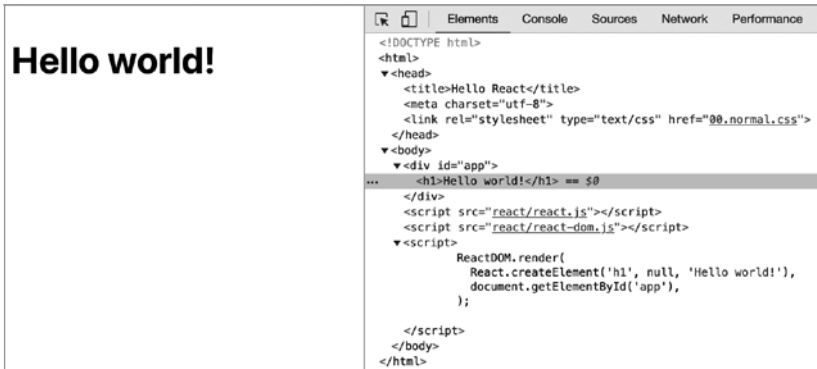 Hello world!
Elements Console Sources Network Performance
<!DOCTYPE html>
<html>
▼<head>
<title>Hello React</title>
<meta charset="utf-8">
<link rel="stylesheet" type="text/css" href="00.normal.css">
</head>
▼<body>
▼<div id="app">
... <h1>Hello world!</h1> == $0
</div>
<script src="react/react.js"></script>
<script src="react/react-dom.js"></script>
▼<script>
ReactDOM.render(
React.createElement('h1', null, 'Hello world!'),
document.getElementById('app'),
);
</script>
</body>
</html>